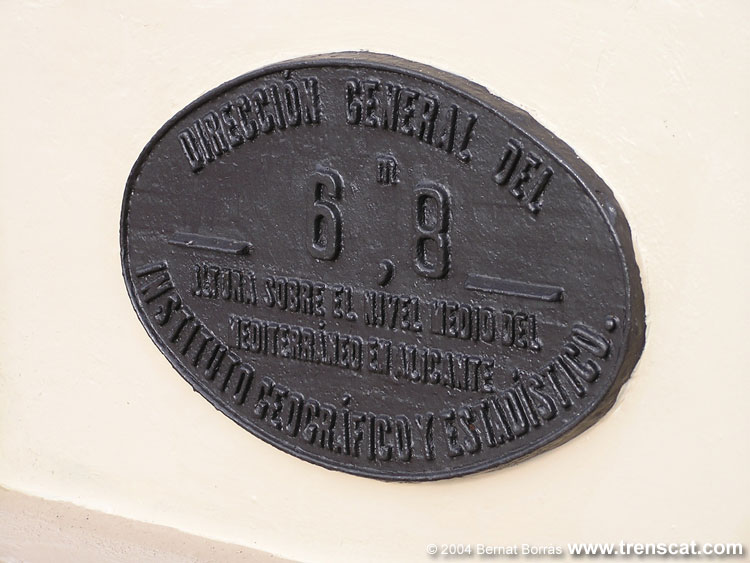 DIRECCIÓN GENERAL DEL
6,m8
ALTURA SOBRE EL NIVEL MEDIO DEL
MEDITERRÁNEO EN ALICANTE
INSTITUTO GEOGRÁFICO Y ESTADÍSTICO.
© 2004 Bernat Borràs www.trenscat.com